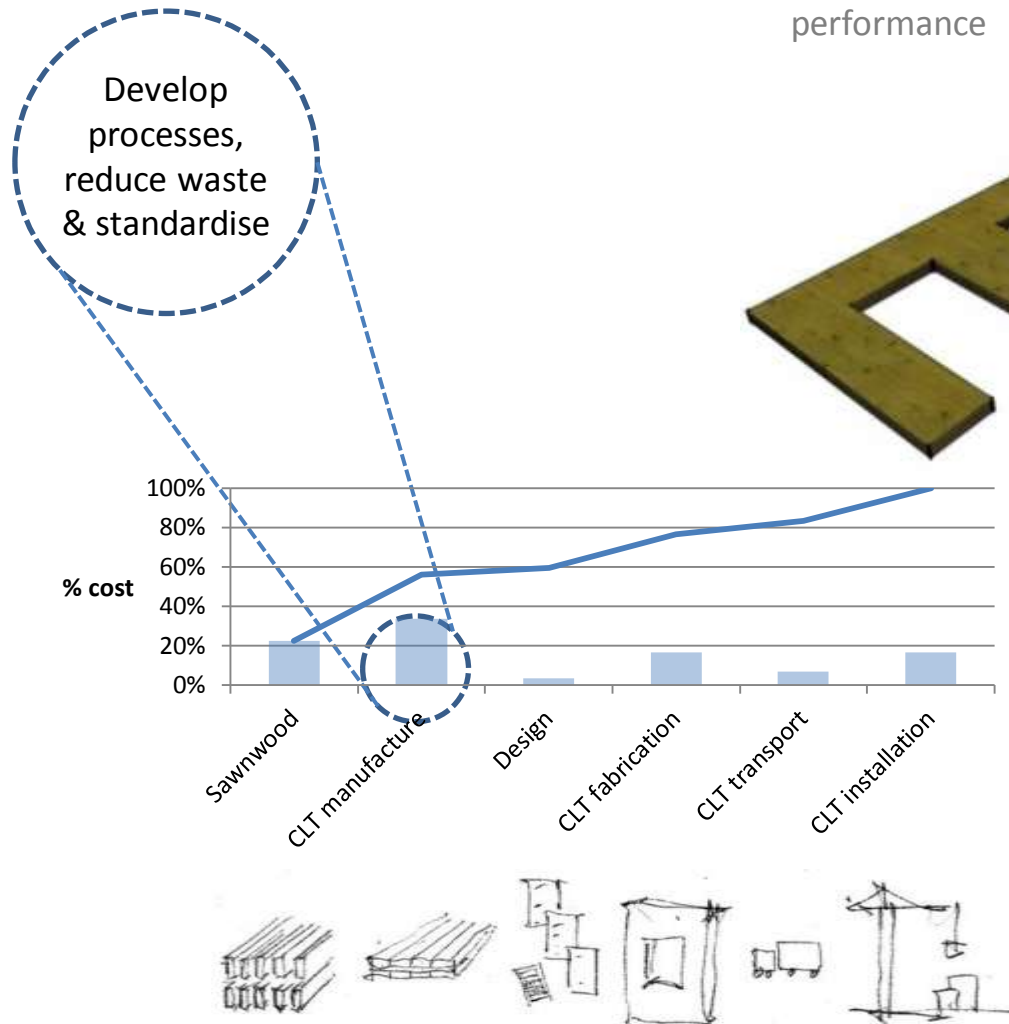 performance
Develop
processes,
reduce waste
& standardise
100%
80%
60%
% cost
40%
20%
0%
Sawnwood
CLT manufacture
Design
CLT fabrication
CLT transport
CLT installation